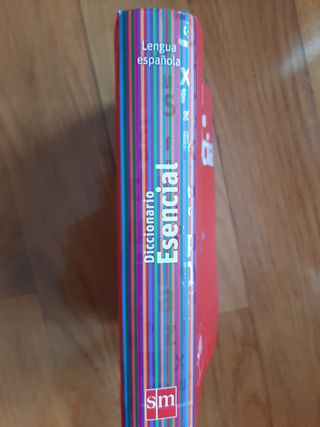 Lengua
española
Diccionario
Esencial
sm